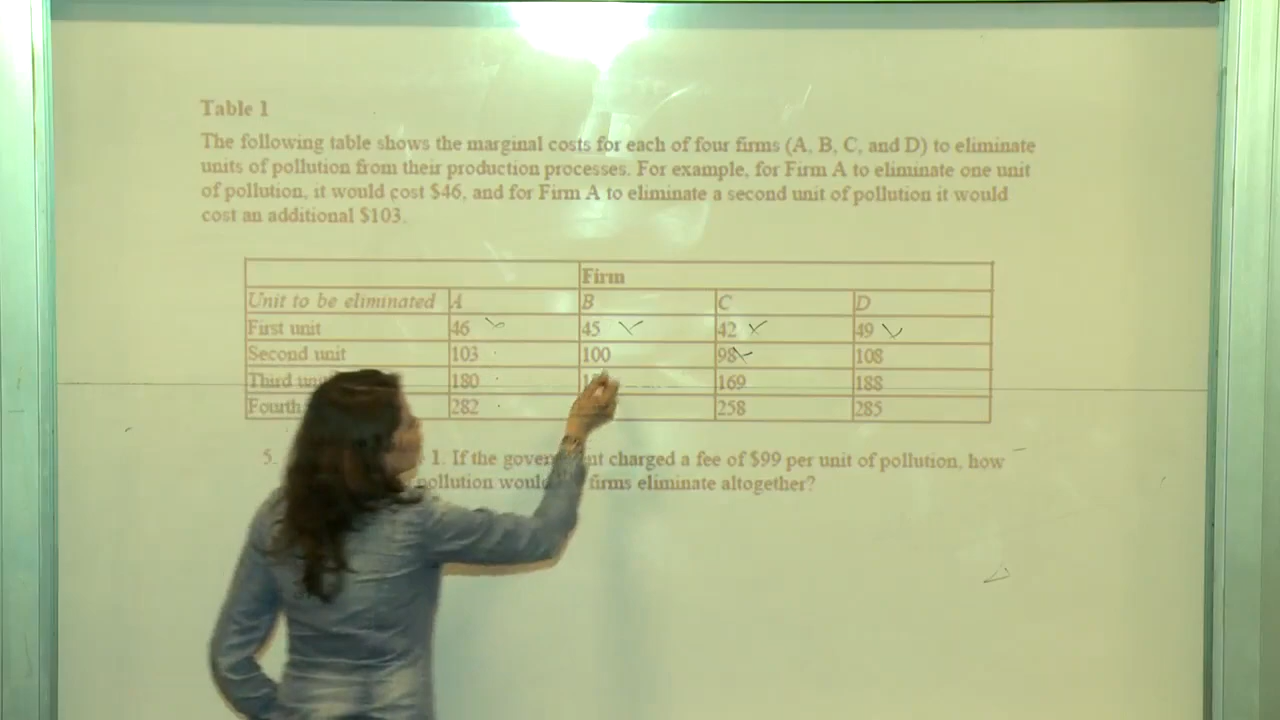 Table 1
The following table shows the marginal costs for each of four firms (A, B, C, and D) to eliminate
units of pollution from their production processes. For example, for Firm A to eliminate one unit
of pollution, it would cost $46, and for Firm A to eliminate a second unit of pollution it would
cost an additional $103.
Firm
Unit to be eliminated A B C D
First unit 46 45 42 49
Second unit 103 100 98 108
Third 180 169 188
Fourth 282 258 285
5. 1. If the government charged a fee of $99 per unit of pollution, how
pollution would firms eliminate altogether?